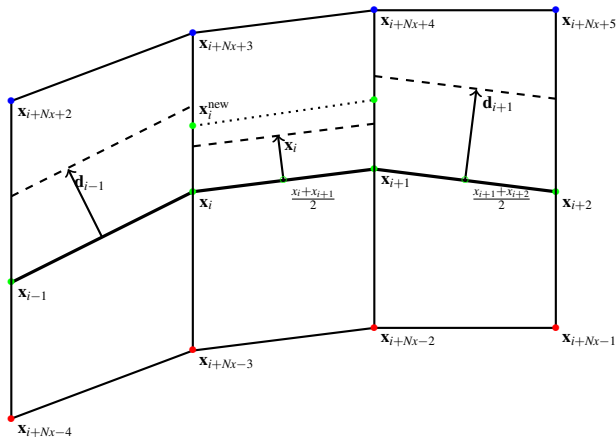 x_{i+Nx+4}
x_{i+Nx+5}
x_{i+Nx+3}
x_{i+Nx+2}
x_i^{new}
d_{i+1}
x_i
d_{i-1}
x_{i+1}
\frac{x_i+x_{i+1}}{2}
\frac{x_{i+1}+x_{i+2}}{2}
x_i
x_{i+2}
x_{i-1}
x_{i+Nx-2}
x_{i+Nx-1}
x_{i+Nx-3}
x_{i+Nx-4}